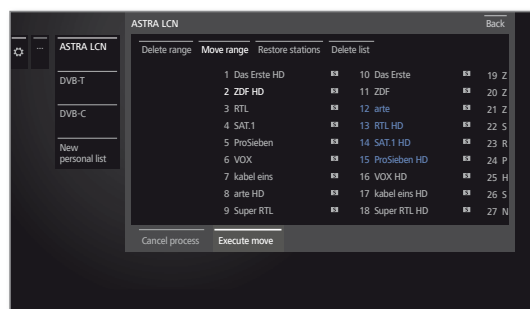 ASTRA LCN Back
... ASTRA LCN
DVB-T
DVB-C
New
personal list
Delete range Move range Restore stations Delete list
1 Das Erste HD S 10 Das Erste S 19 Z
2 ZDF HD S 11 ZDF S 20 Z
3 RTL S 12 arte S 21 Z
4 SAT.1 S 13 RTL HD S 22 S
5 ProSieben S 14 SAT.1 HD S 23 R
6 VOX S 15 ProSieben HD S 24 P
7 kabel eins S 16 VOX HD S 25 H
8 arte HD S 17 kabel eins HD S 26 S
9 Super RTL S 18 Super RTL HD S 27 N
Cancel process Execute move